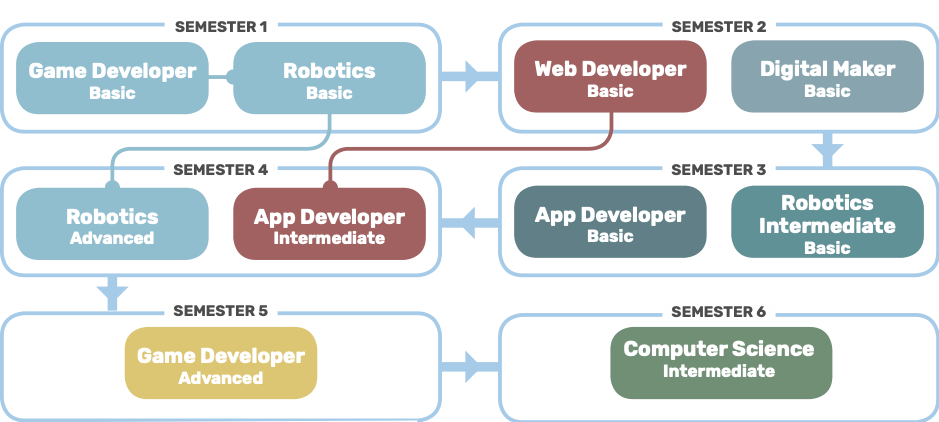 SEMESTER 1
Game Developer
Basic
Robotics
Basic
SEMESTER 2
Web Developer
Basic
Digital Maker
Basic
SEMESTER 4
Robotics
Advanced
App Developer
Intermediate
SEMESTER 3
App Developer
Basic
Robotics
Intermediate
Basic
SEMESTER 5
Game Developer
Advanced
SEMESTER 6
Computer Science
Intermediate